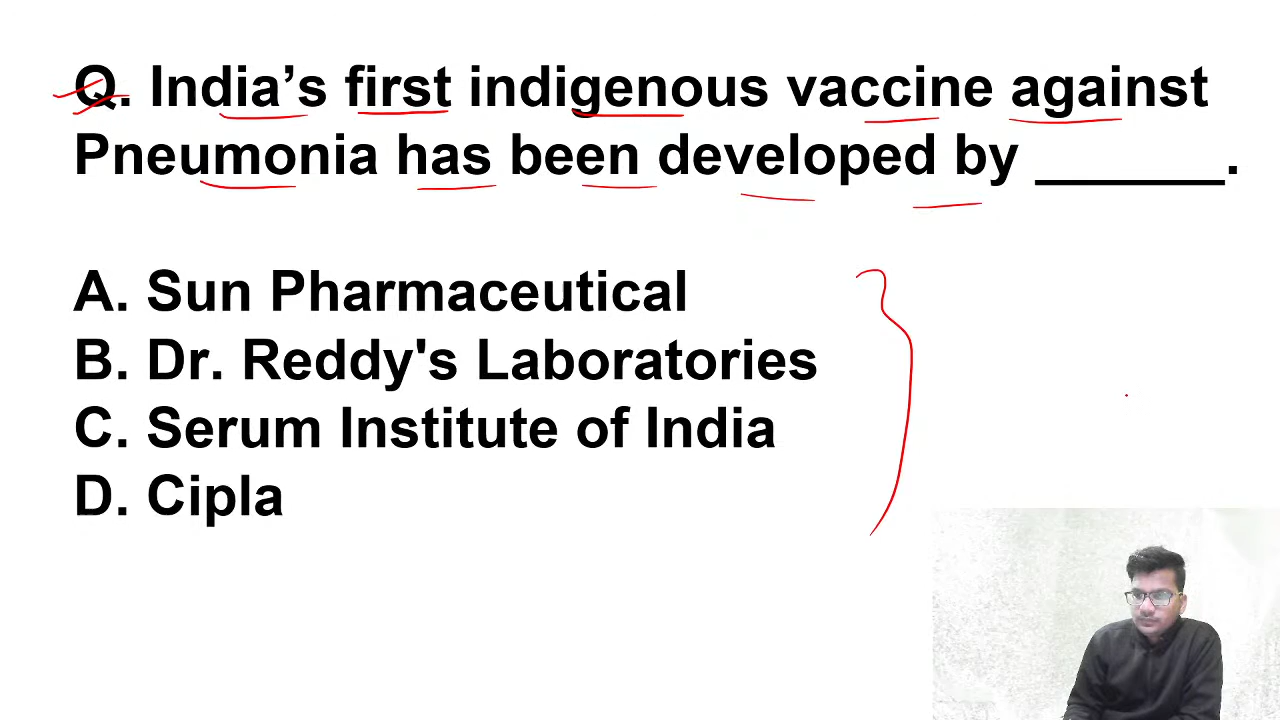 Q. India’s first indigenous vaccine against
Pneumonia has been developed by _______.
A. Sun Pharmaceutical
B. Dr. Reddy's Laboratories
C. Serum Institute of India
D. Cipla